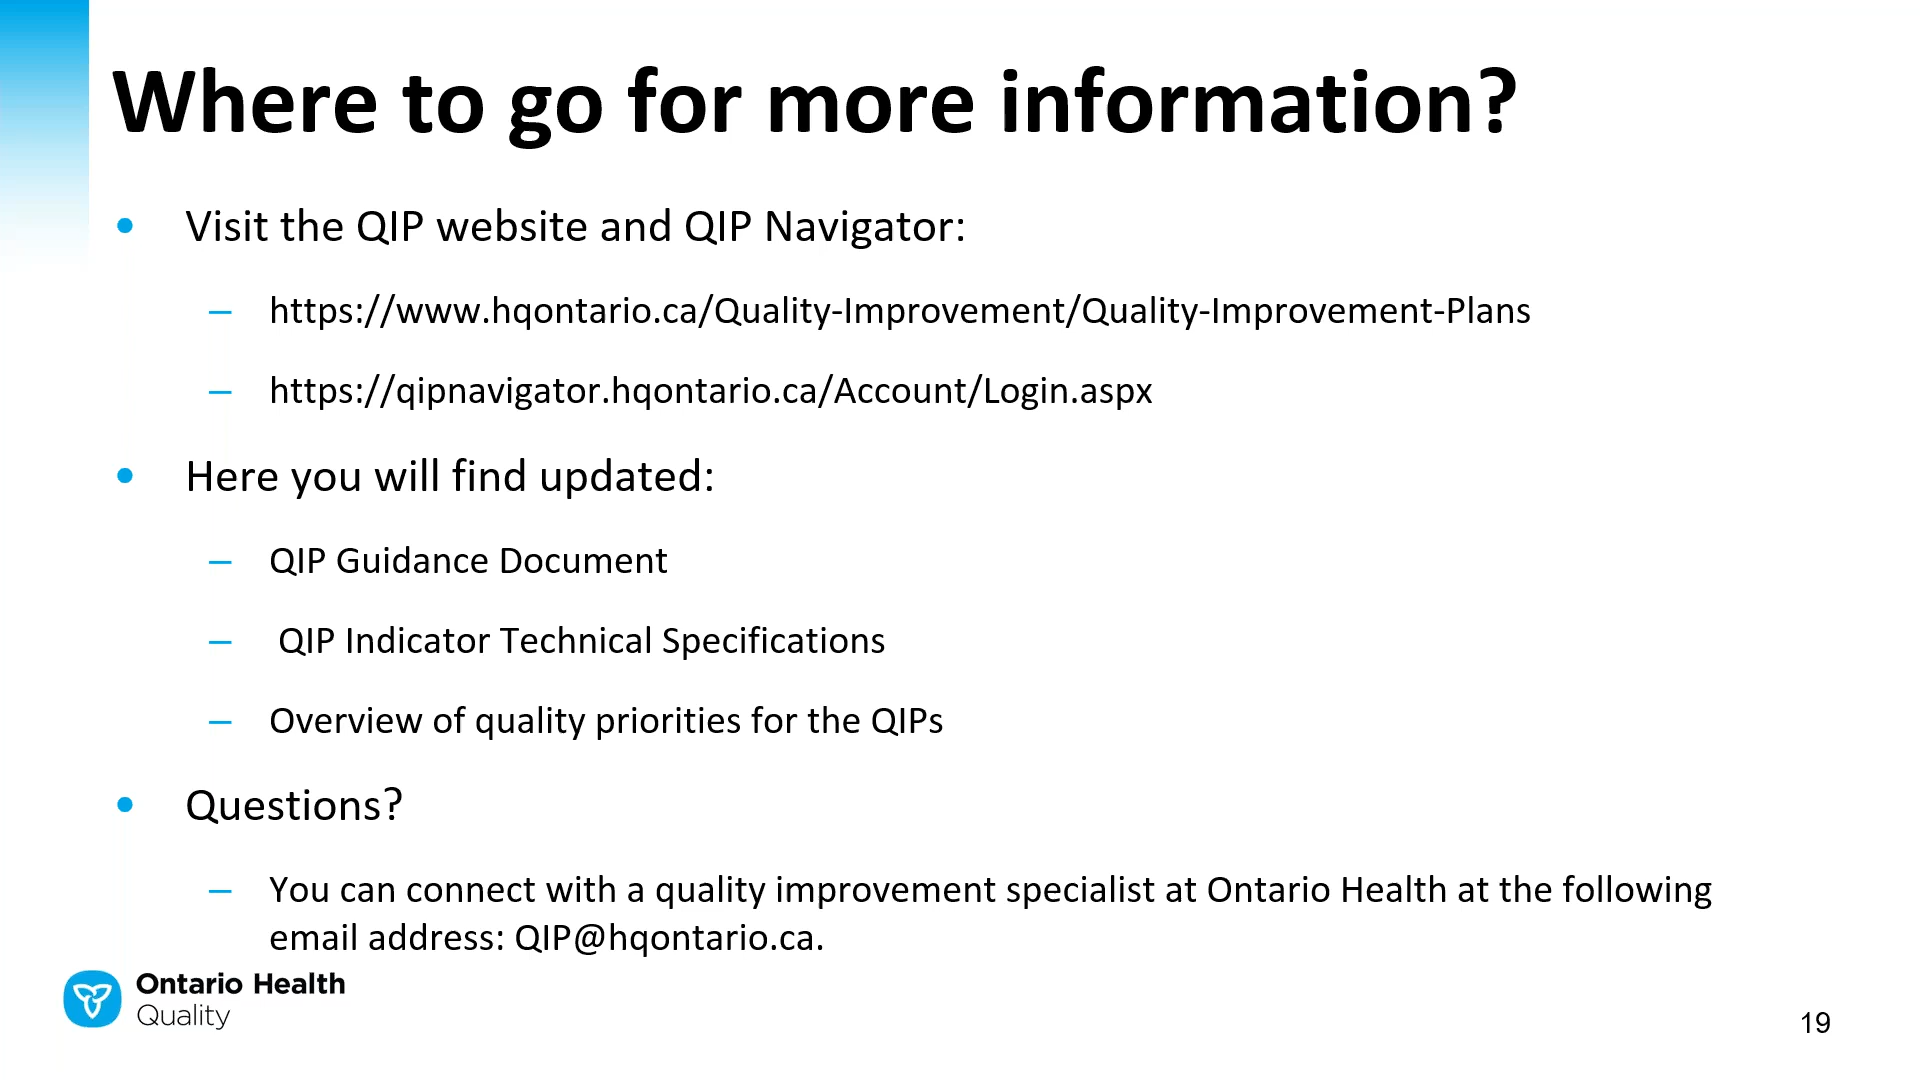 Where to go for more information?
• Visit the QIP website and QIP Navigator:
– https://www.hqontario.ca/Quality-Improvement/Quality-Improvement-Plans
– https://qipnavigator.hqontario.ca/Account/Login.aspx
• Here you will find updated:
– QIP Guidance Document
– QIP Indicator Technical Specifications
– Overview of quality priorities for the QIPs
• Questions?
– You can connect with a quality improvement specialist at Ontario Health at the following
email address: QIP@hqontario.ca.
Ontario Health
Quality
19